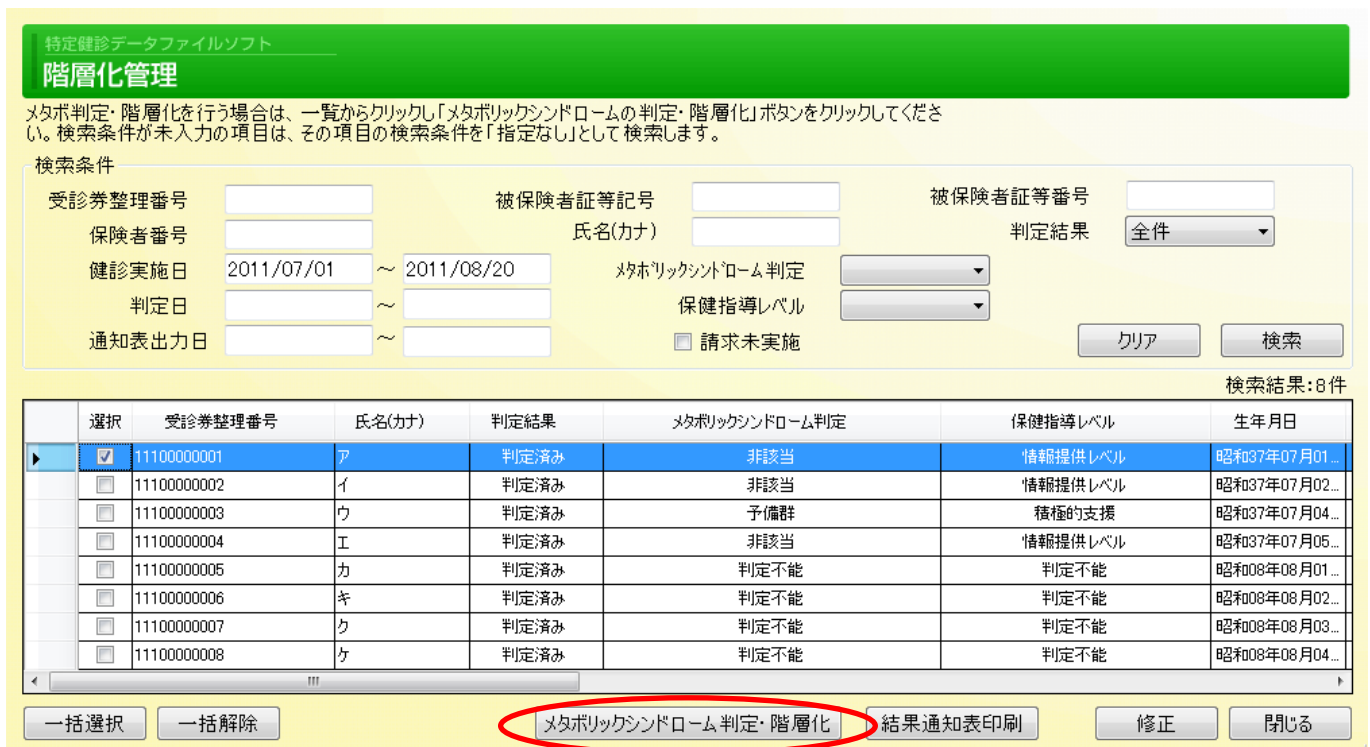 特定健診データファイルソフト
階層化管理
メタボ判定・階層化を行う場合は、一覧からクリックし「メタボリックシンドロームの判定・階層化」ボタンをクリックしてくださ
い。検索条件が未入力の項目は、その項目の検索条件を「指定なし」として検索します。
検索条件
受診券整理番号 被保険者証等記号 被保険者証等番号
保険者番号 氏名(カナ) 判定結果 全件
健診実施日 2011/07/01 ～ 2011/08/20 メタボリックシンドローム判定
判定日 ～ 保健指導レベル
通知表出力日 ～ 請求未実施 クリア 検索
検索結果:8件
選択 受診券整理番号 氏名(カナ) 判定結果 メタボリックシンドローム判定 保健指導レベル 生年月日
11100000001 ア 判定済み 非該当 情報提供レベル 昭和37年07月01...
11100000002 イ 判定済み 非該当 情報提供レベル 昭和37年07月02...
11100000003 ウ 判定済み 予備群 積極的支援 昭和37年07月04...
11100000004 エ 判定済み 非該当 情報提供レベル 昭和37年07月05...
11100000005 カ 判定済み 判定不能 判定不能 昭和08年08月01...
11100000006 キ 判定済み 判定不能 判定不能 昭和08年08月02...
11100000007 ク 判定済み 判定不能 判定不能 昭和08年08月03...
11100000008 ケ 判定済み 判定不能 判定不能 昭和08年08月04...
一括選択 一括解除 メタボリックシンドローム判定・階層化 結果通知表印刷 修正 閉じる